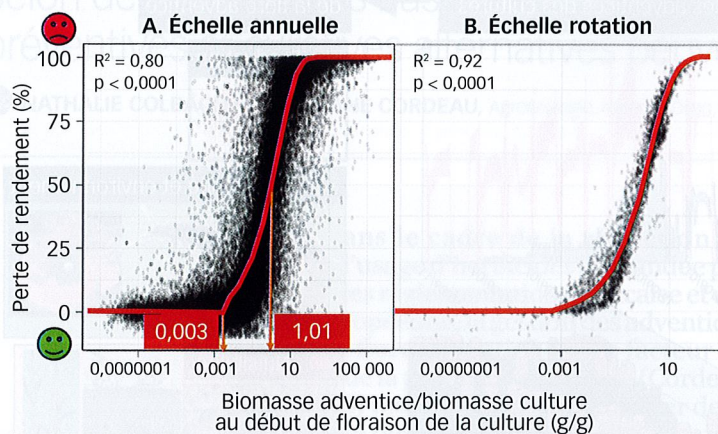 A. Échelle annuelle
B. Échelle rotation
R² = 0,80
p < 0,0001
R² = 0,92
p < 0,0001
Perte de rendement (%)
100
75
50
25
0
0,003
1,01
0,0000001
0,001
10
100 000
0,0000001
0,001
10
Biomasse adventice/biomasse culture
au début de floraison de la culture (g/g)